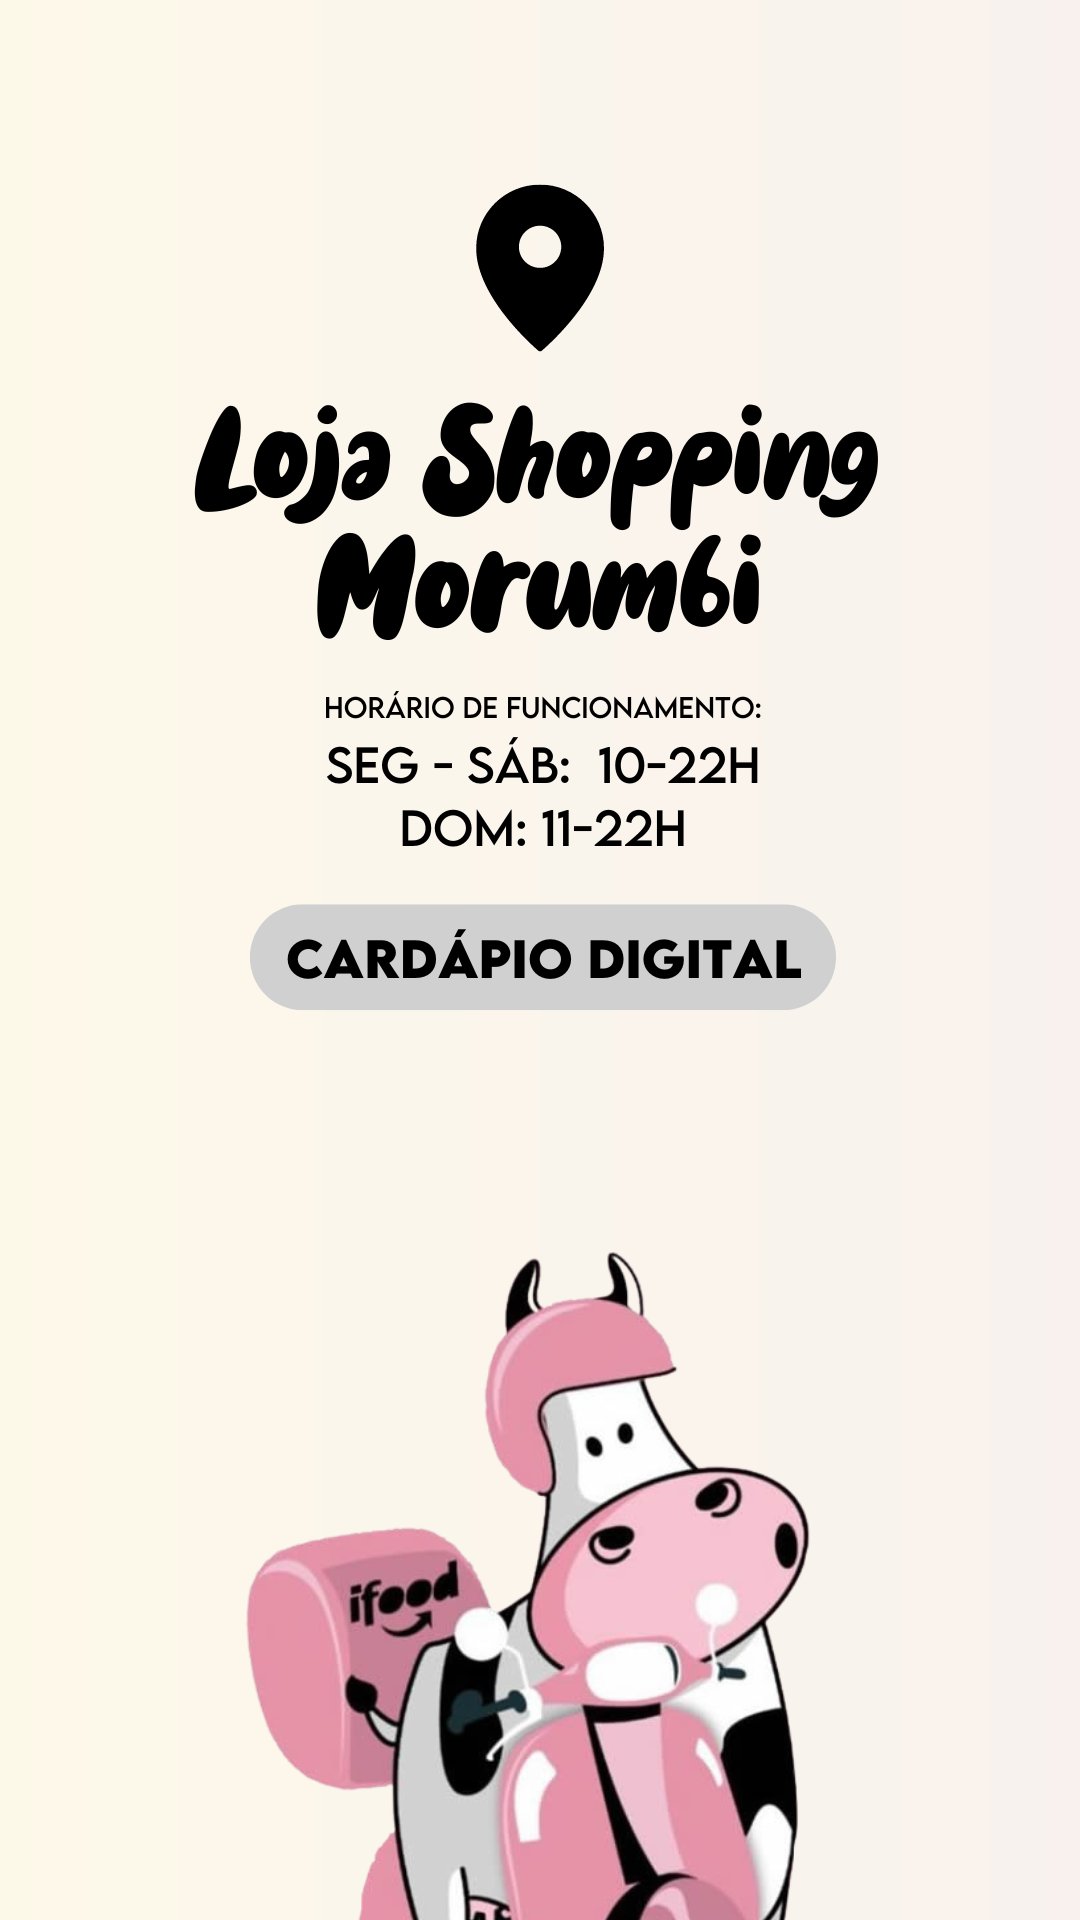 Loja Shopping
Morumbi
HORÁRIO DE FUNCIONAMENTO:
SEG - SÁB: 10-22H
DOM: 11-22H
CARDÁPIO DIGITAL
ifood